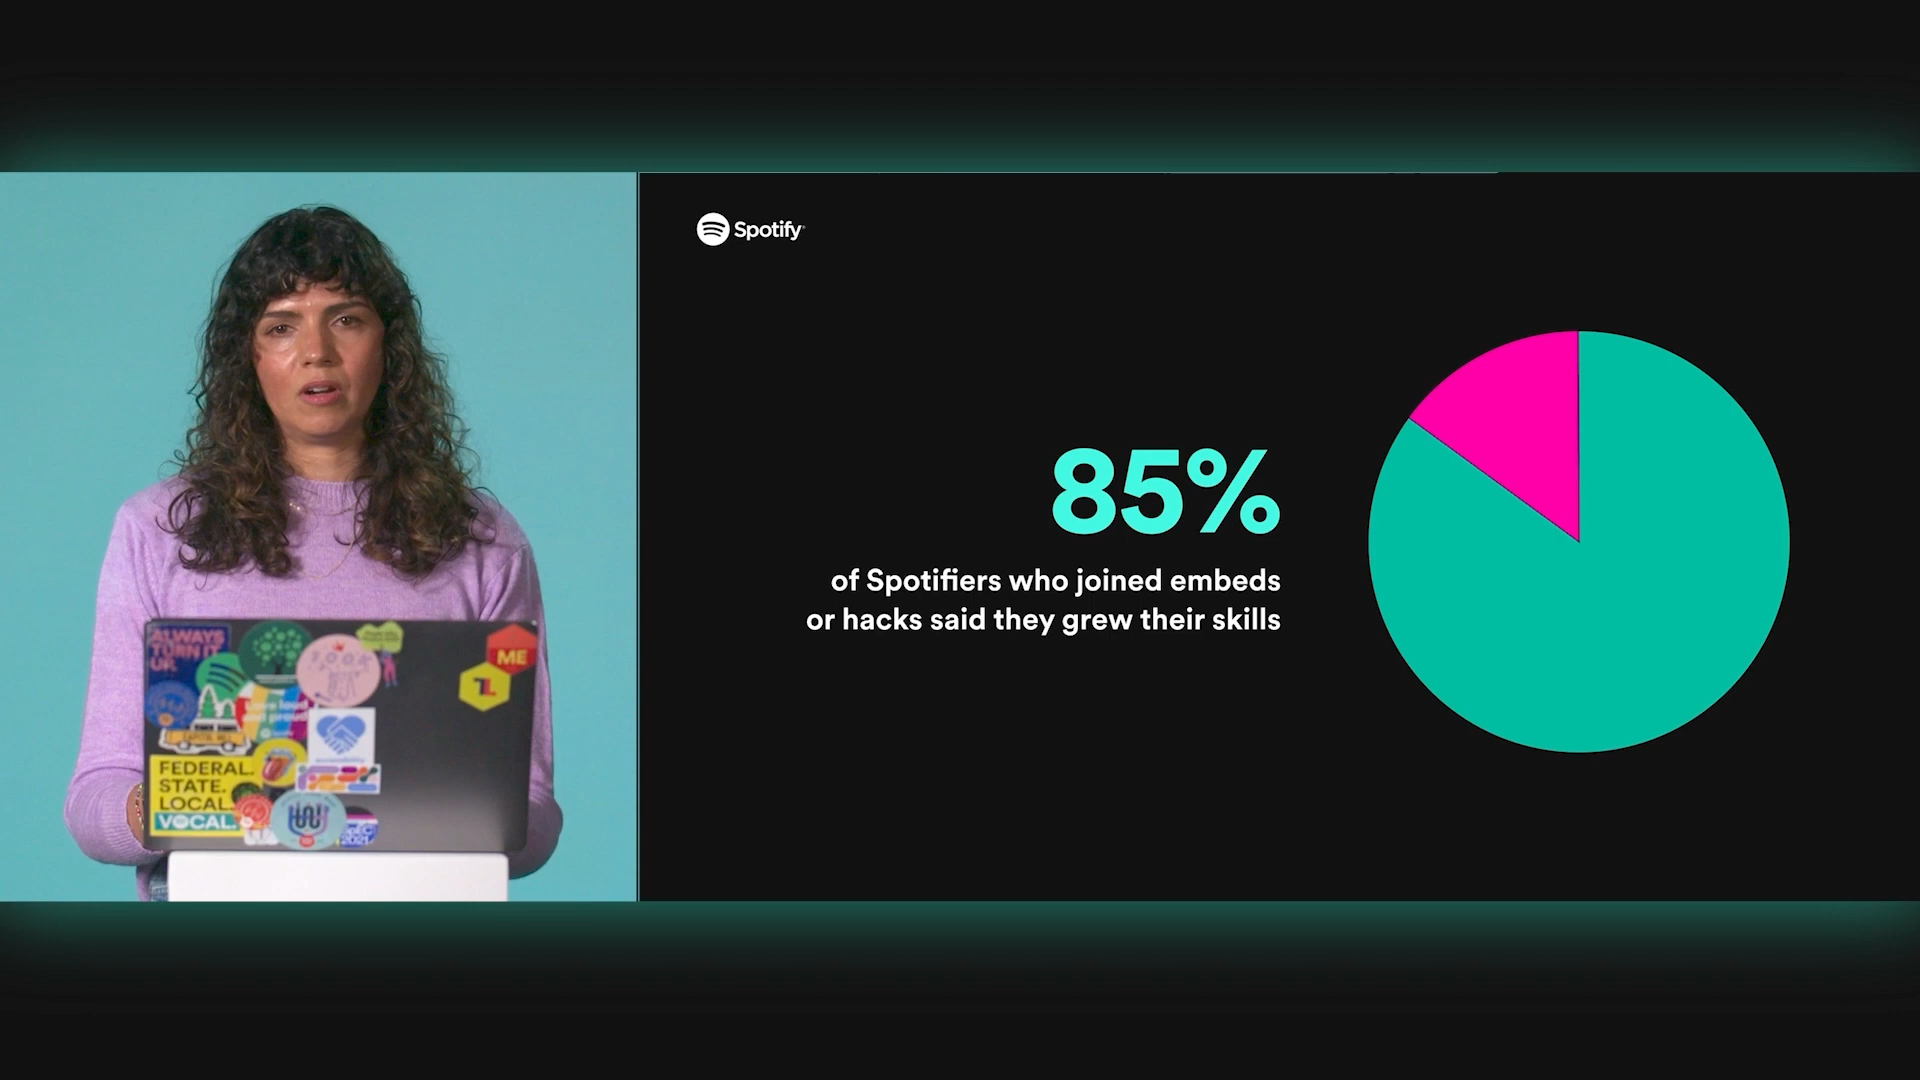 Spotify
85%
of Spotifiers who joined embeds
or hacks said they grew their skills
ALWAYS
TURN IT
UP.
ME
FEDERAL.
STATE.
LOCAL.
VOCAL.
2021